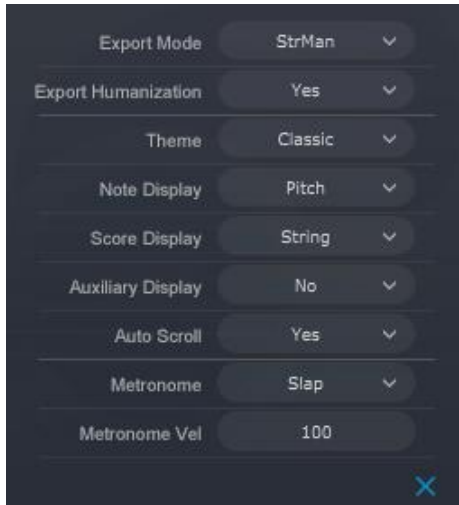 Export Mode StrMan
Export Humanization Yes
Theme Classic
Note Display Pitch
Score Display String
Auxiliary Display No
Auto Scroll Yes
Metronome Slap
Metronome Vel 100